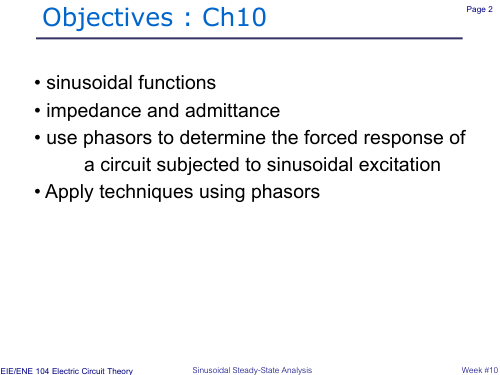 Objectives : Ch10
Page 2
• sinusoidal functions
• impedance and admittance
• use phasors to determine the forced response of
a circuit subjected to sinusoidal excitation
• Apply techniques using phasors
EIE/ENE 104 Electric Circuit Theory
Sinusoidal Steady-State Analysis
Week #10